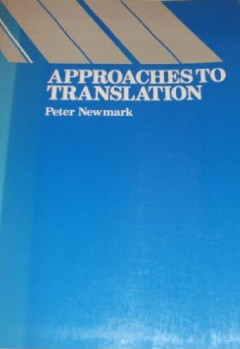 APPROACHES TO
TRANSLATION
Peter Newmark